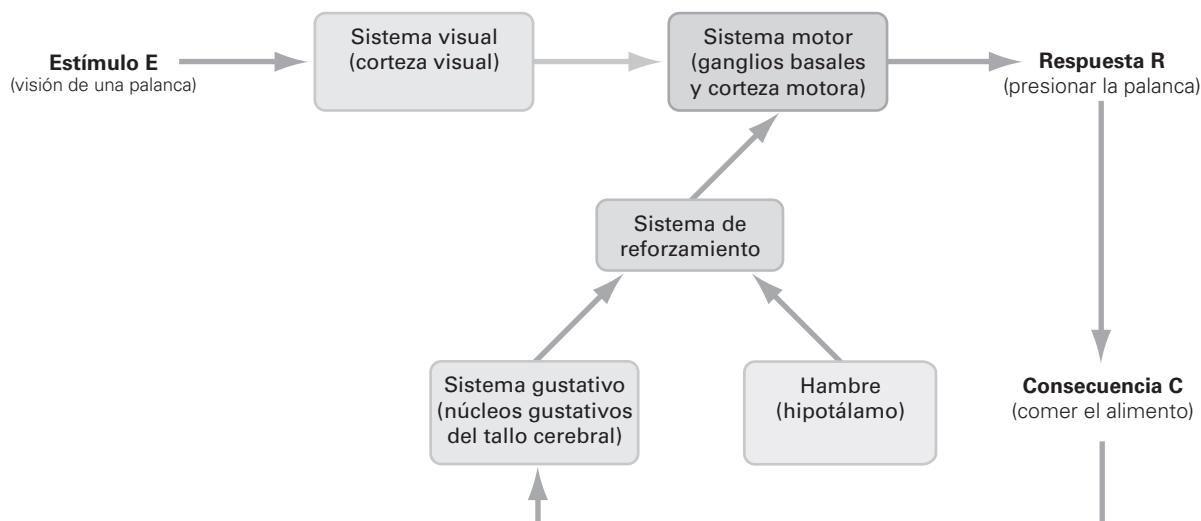 Estímulo E
(visión de una palanca)
Sistema visual
(corteza visual)
Sistema motor
(ganglios basales
y corteza motora)
Respuesta R
(presionar la palanca)
Sistema de
reforzamiento
Sistema gustativo
(núcleos gustativos
del tallo cerebral)
Hambre
(hipotálamo)
Consecuencia C
(comer el alimento)